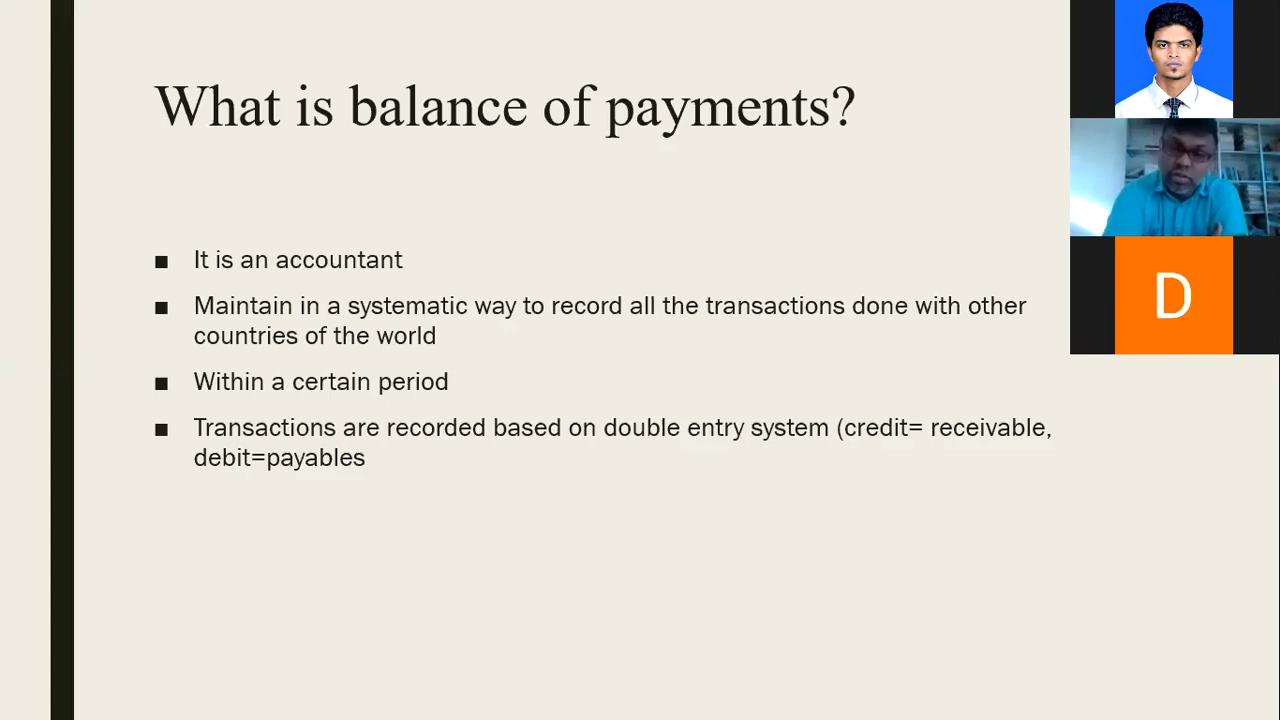 What is balance of payments?
■ It is an accountant
■ Maintain in a systematic way to record all the transactions done with other
countries of the world
■ Within a certain period
■ Transactions are recorded based on double entry system (credit= receivable,
debit=payables
D